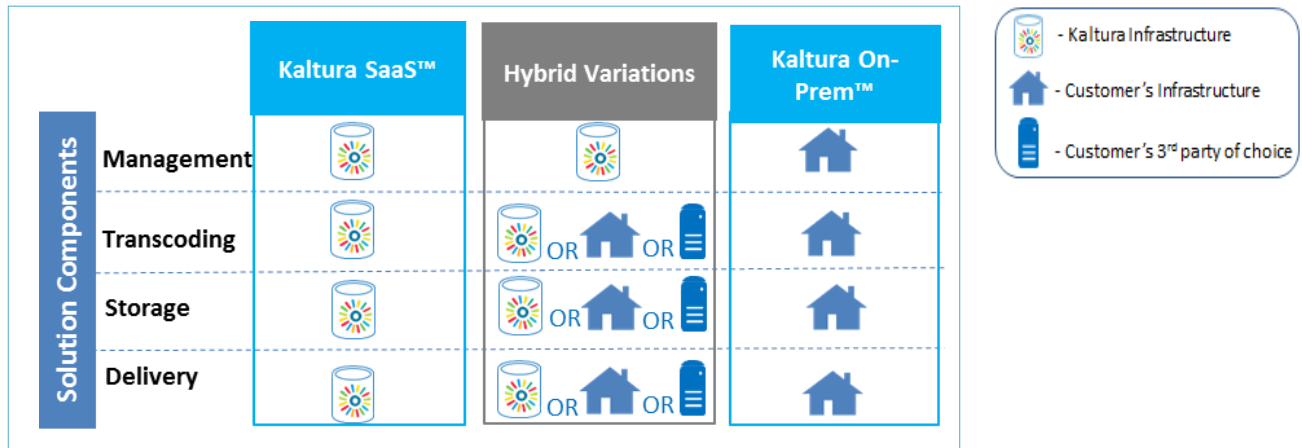 Kaltura SaaS™
Hybrid Variations
Kaltura On-
Prem™
Solution Components
Management
Transcoding
OR OR
Storage
OR OR
Delivery
OR OR
- Kaltura Infrastructure
- Customer's Infrastructure
- Customer's 3rd party of choice